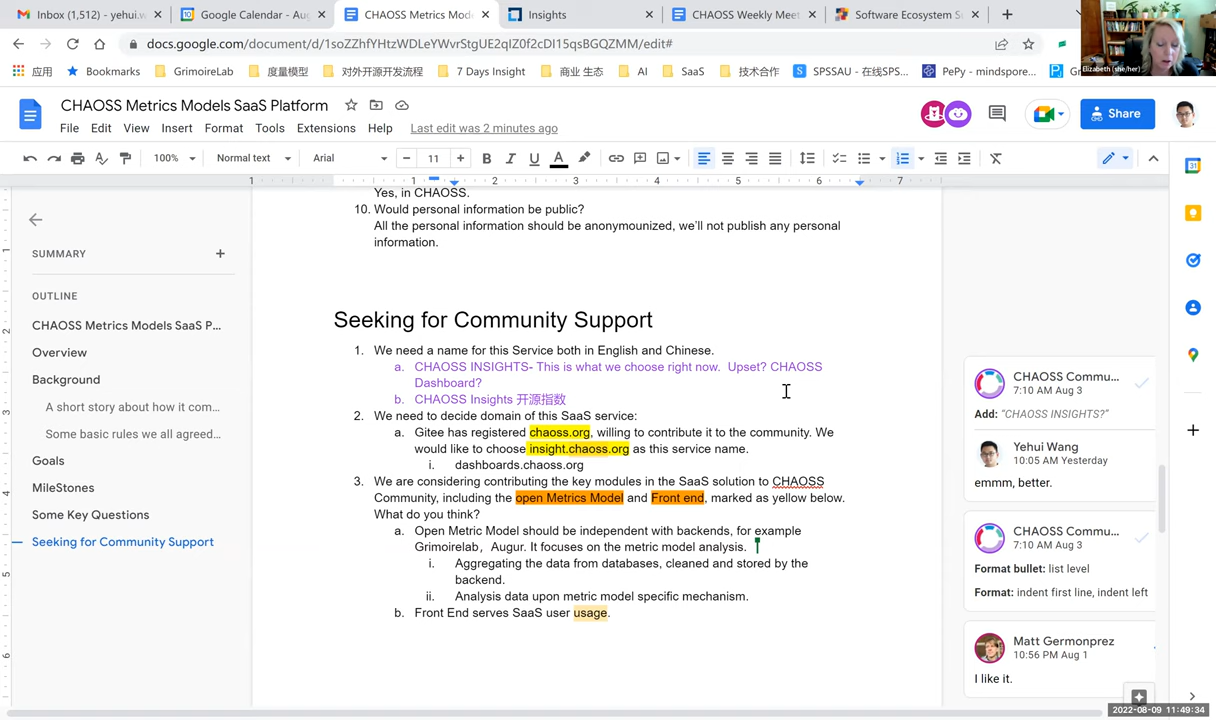 Inbox (1,512) - yehui.w
Google Calendar - Aug
CHAOSS Metrics Mode
Insights
CHAOSS Weekly Meet
Software Ecosystem S
docs.google.com/document/d/1soZZhfYHtzWDLeYWvrStgUE2qIZ0f2cDI15qsBGQZMM/edit#
Elizabeth (she/her)
应用
Bookmarks
GrimoireLab
度量模型
对外开源开发流程
7 Days Insight
商业 生态
AI
SaaS
技术合作
SPSSAU - 在线SPS...
PePy - mindspore...
CHAOSS Metrics Models SaaS Platform
File Edit View Insert Format Tools Extensions Help Last edit was 2 minutes ago
Share
100% Normal text Arial 11
1 1 2 3 4 5 6 7
SUMMARY
OUTLINE
CHAOSS Metrics Models SaaS P...
Overview
Background
A short story about how it com...
Some basic rules we all agreed...
Goals
MileStones
Some Key Questions
Seeking for Community Support
Yes, in CHAOSS.
10. Would personal information be public?
All the personal information should be anonymounized, we'll not publish any personal
information.
Seeking for Community Support
1. We need a name for this Service both in English and Chinese.
a. CHAOSS INSIGHTS- This is what we choose right now. Upset? CHAOSS
Dashboard?
b. CHAOSS Insights 开源指数
2. We need to decide domain of this SaaS service:
a. Gitee has registered chaoss.org, willing to contribute it to the community. We
would like to choose insight.chaoss.org as this service name.
i. dashboards.chaoss.org
3. We are considering contributing the key modules in the SaaS solution to CHAOSS
Community, including the open Metrics Model and Front end, marked as yellow below.
What do you think?
a. Open Metric Model should be independent with backends, for example
Grimoirelab，Augur. It focuses on the metric model analysis.
i. Aggregating the data from databases, cleaned and stored by the
backend.
ii. Analysis data upon metric model specific mechanism.
b. Front End serves SaaS user usage.
CHAOSS Commu...
7:10 AM Aug 3
Add: "CHAOSS INSIGHTS?"
Yehui Wang
10:05 AM Yesterday
emmm, better.
CHAOSS Commu...
7:10 AM Aug 3
Format bullet: list level
Format: indent first line, indent left
Matt Germonprez
10:56 PM Aug 1
I like it.
2022-08-09 11:49:34